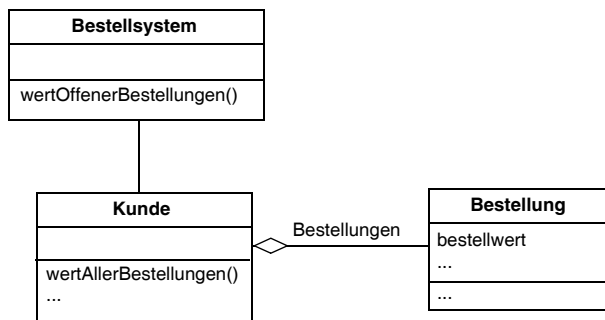 Bestellsystem
wertOffenerBestellungen()
Kunde
wertAllerBestellungen()
...
Bestellungen
Bestellung
bestellwert
...
...